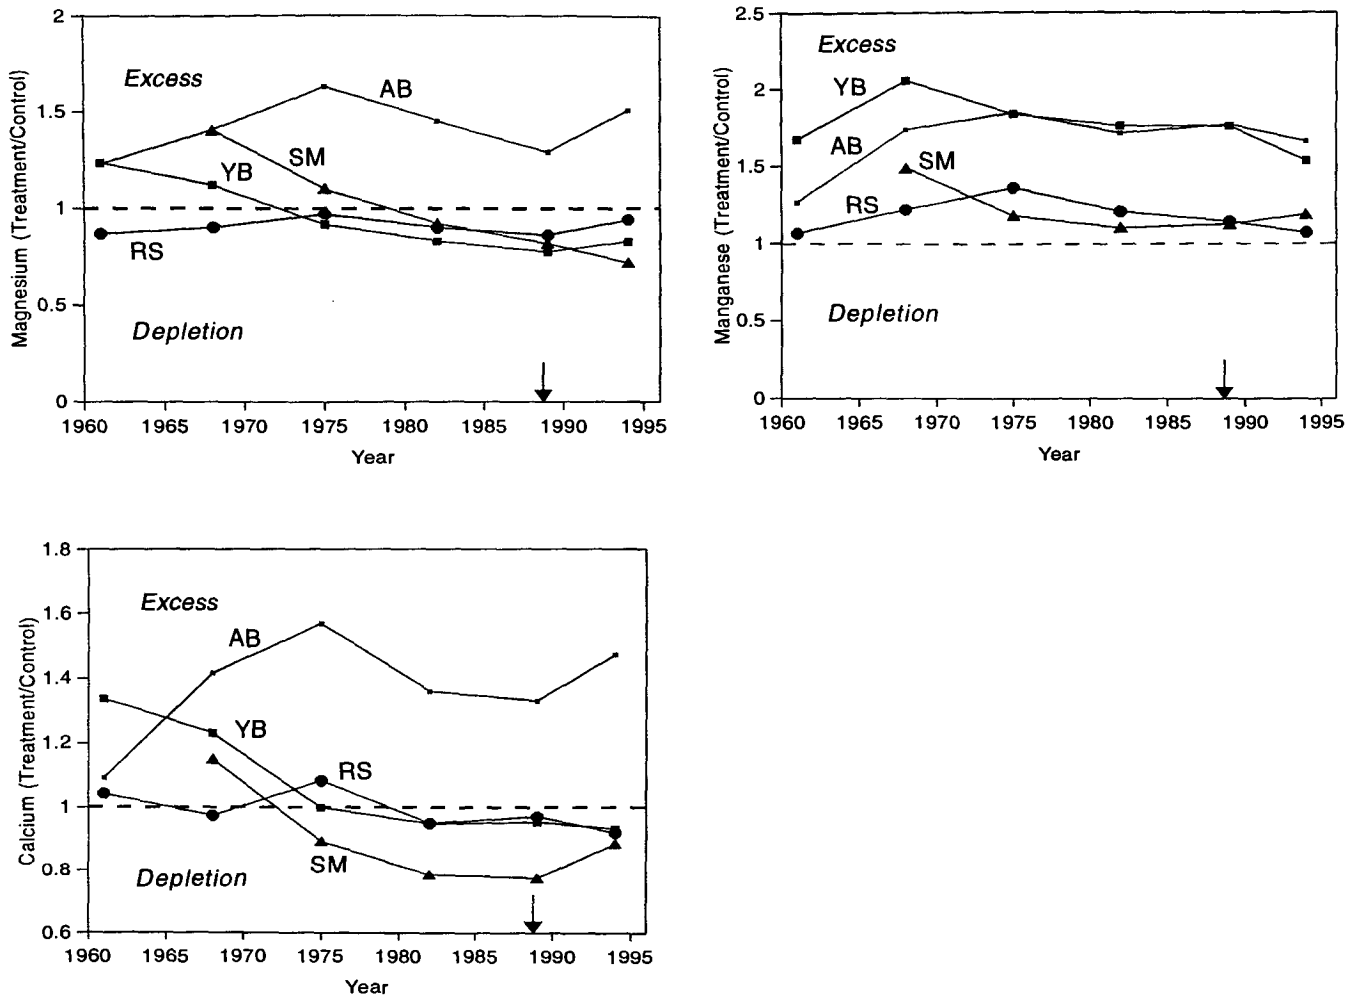 Magnesium (Treatment/Control)
2
1.5
1
0.5
0
Excess
AB
SM
YB
RS
Depletion
1960 1965 1970 1975 1980 1985 1990 1995
Year
Manganese (Treatment/Control)
2.5
2
1.5
1
0.5
0
Excess
YB
AB
SM
RS
Depletion
1960 1965 1970 1975 1980 1985 1990 1995
Year
Calcium (Treatment/Control)
1.8
1.6
1.4
1.2
1
0.8
0.6
Excess
AB
YB
RS
SM
Depletion
1960 1965 1970 1975 1980 1985 1990 1995
Year